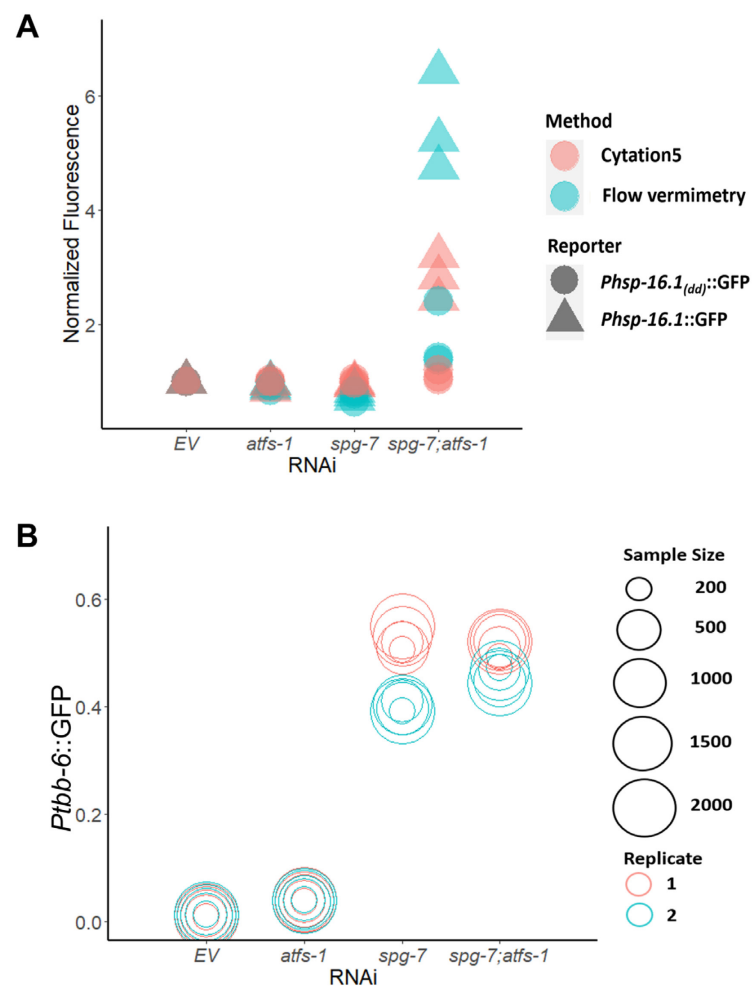 A
Normalized Fluorescence
6
4
2
EV
atfs-1
spg-7
spg-7;atfs-1
RNAi
Method
Cytation5
Flow vermimetry
Reporter
Phsp-16.1(dd)::GFP
Phsp-16.1::GFP
B
Ptbb-6::GFP
0.6
0.4
0.2
0.0
EV
atfs-1
spg-7
spg-7;atfs-1
RNAi
Sample Size
200
500
1000
1500
2000
Replicate
1
2